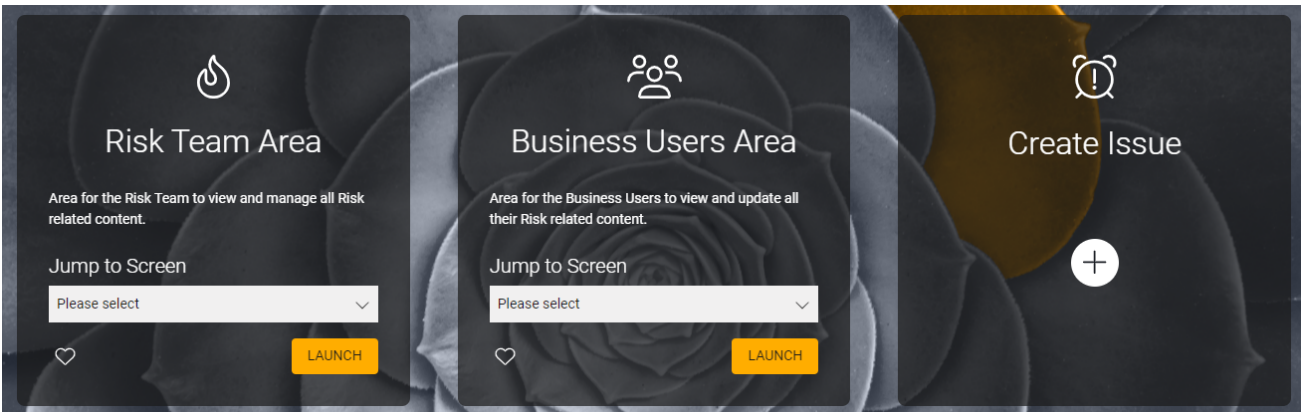 Risk Team Area
Area for the Risk Team to view and manage all Risk
related content.
Jump to Screen
Please select
LAUNCH
Business Users Area
Area for the Business Users to view and update all
their Risk related content.
Jump to Screen
Please select
LAUNCH
Create Issue